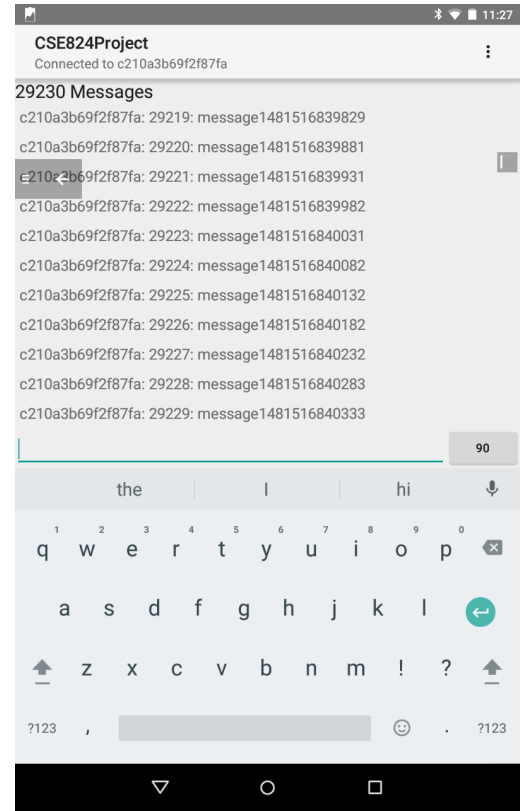 11:27
CSE824Project
Connected to c210a3b69f2f87fa
29230 Messages
c210a3b69f2f87fa: 29219: message1481516839829
c210a3b69f2f87fa: 29220: message1481516839881
c210a3b69f2f87fa: 29221: message1481516839931
c210a3b69f2f87fa: 29222: message1481516839982
c210a3b69f2f87fa: 29223: message1481516840031
c210a3b69f2f87fa: 29224: message1481516840082
c210a3b69f2f87fa: 29225: message1481516840132
c210a3b69f2f87fa: 29226: message1481516840182
c210a3b69f2f87fa: 29227: message1481516840232
c210a3b69f2f87fa: 29228: message1481516840283
c210a3b69f2f87fa: 29229: message1481516840333
90
the I hi
1 2 3 4 5 6 7 8 9 0
q w e r t y u i o p
a s d f g h j k l
z x c v b n m ! ?
?123 , . ?123